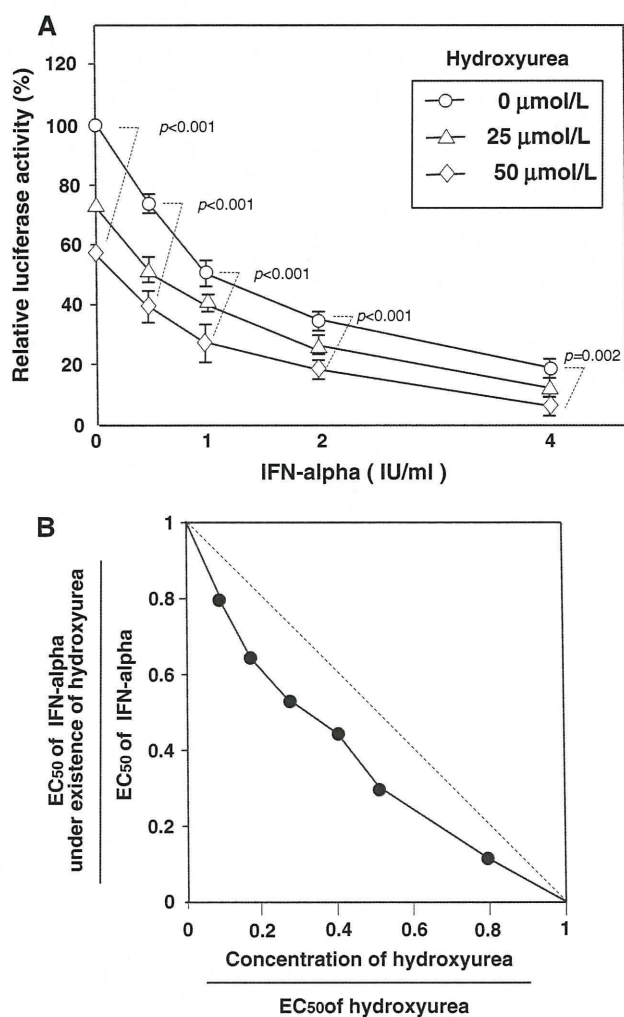 A
Hydroxyurea
0 μmol/L
25 μmol/L
50 μmol/L
Relative luciferase activity (%)
120
100
80
60
40
20
0
p<0.001
p<0.001
p<0.001
p<0.001
p=0.002
0 1 2 4
IFN-alpha ( IU/ml )
B
EC50 of IFN-alpha
under existence of hydroxyurea
EC50 of IFN-alpha
1
0.8
0.6
0.4
0.2
0
0 0.2 0.4 0.6 0.8 1
Concentration of hydroxyurea
EC50of hydroxyurea